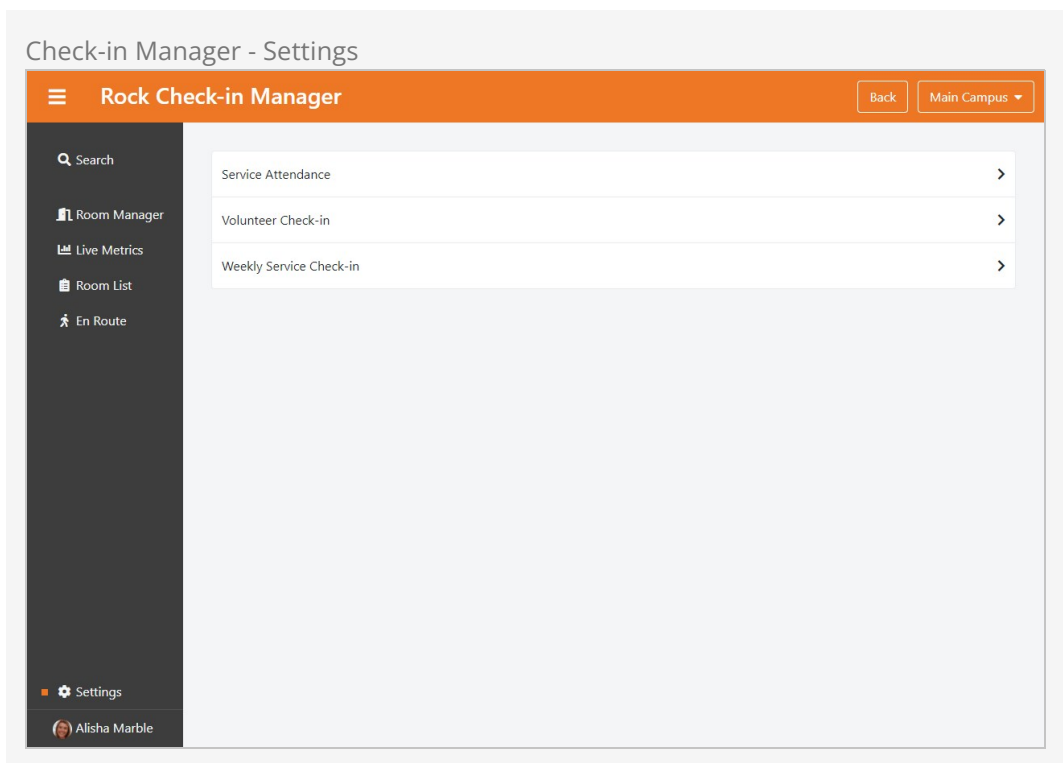 Check-in Manager - Settings
Rock Check-in Manager
Back
Main Campus
Search
Room Manager
Live Metrics
Room List
En Route
Service Attendance
Volunteer Check-in
Weekly Service Check-in
Settings
Alisha Marble